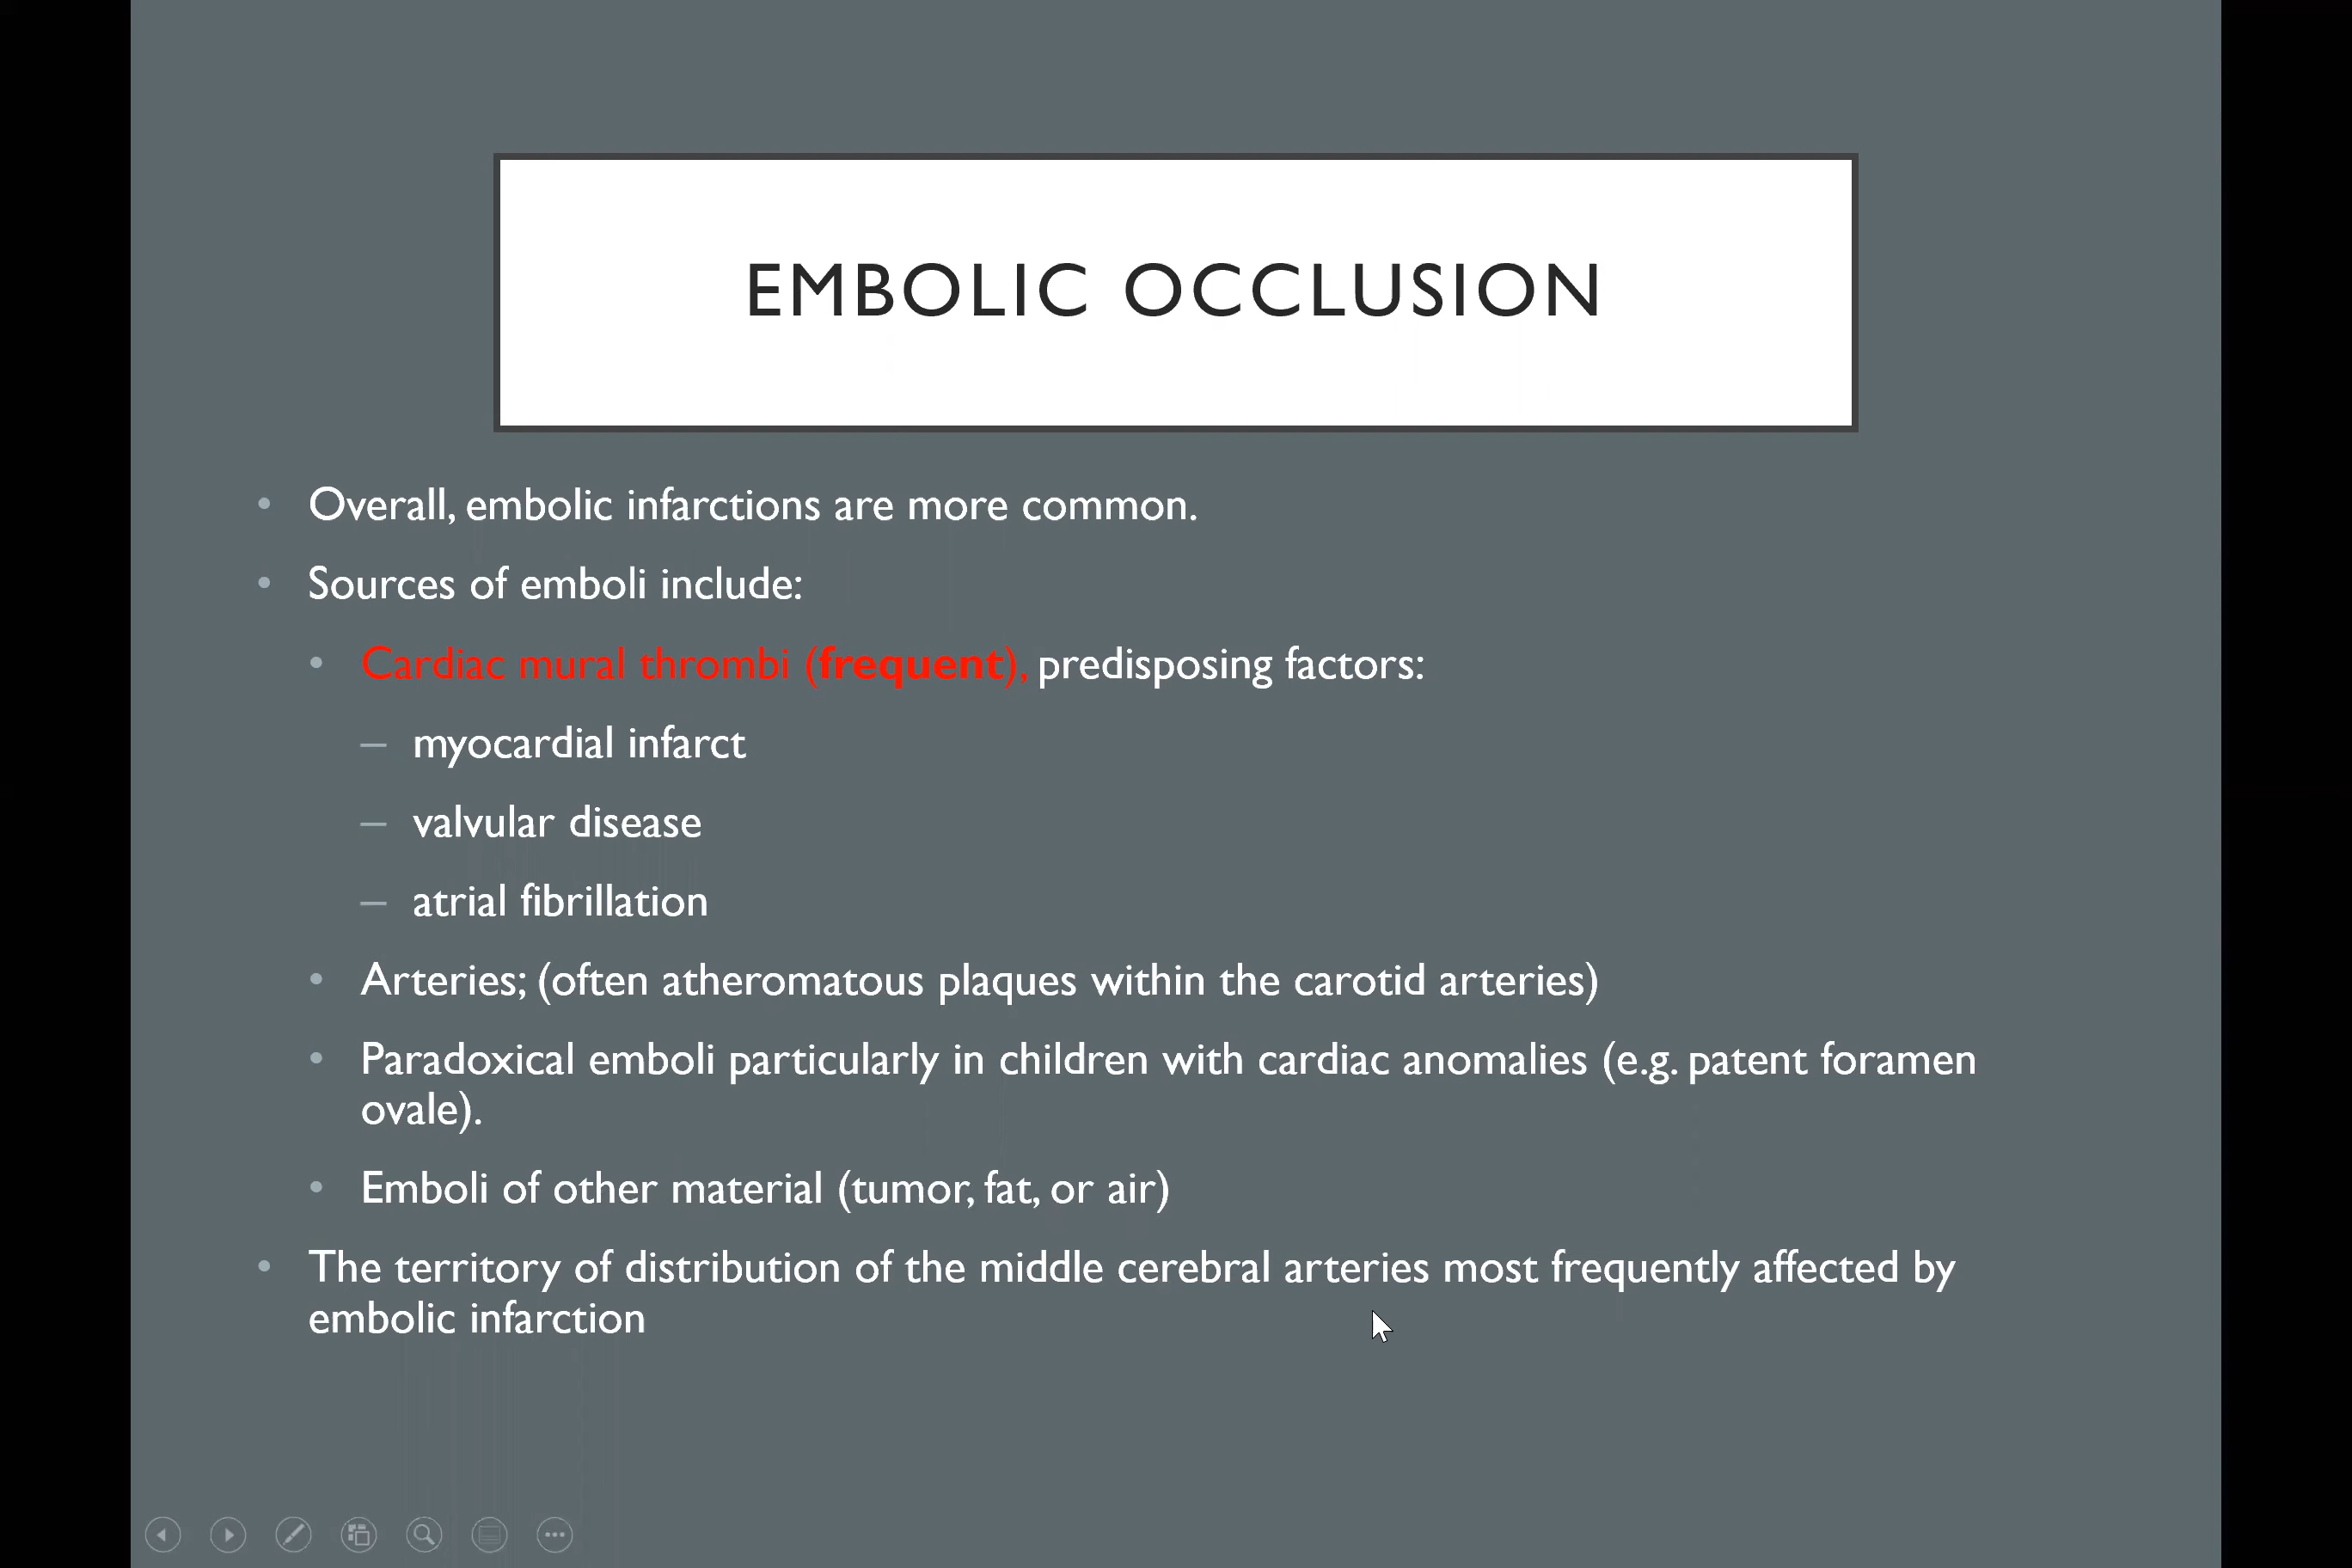 EMBOLIC OCCLUSION
• Overall, embolic infarctions are more common.
• Sources of emboli include:
• Cardiac mural thrombi (frequent), predisposing factors:
– myocardial infarct
– valvular disease
– atrial fibrillation
• Arteries; (often atheromatous plaques within the carotid arteries)
• Paradoxical emboli particularly in children with cardiac anomalies (e.g. patent foramen
ovale).
• Emboli of other material (tumor, fat, or air)
• The territory of distribution of the middle cerebral arteries most frequently affected by
embolic infarction